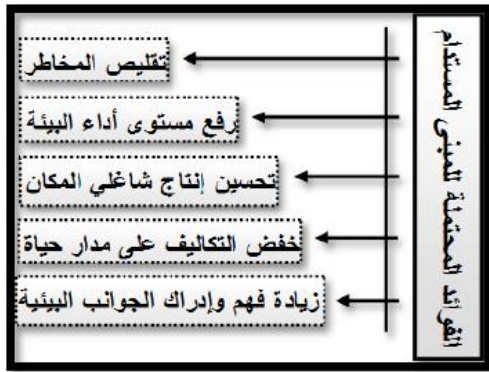 الفوائد المحتملة للمبنى المستدام
تقليص المخاطر
رفع مستوى أداء البيئة
تحسين إنتاج شاغلي المكان
خفض التكاليف على مدار حياة
زيادة فهم وإدراك الجوانب البيئية